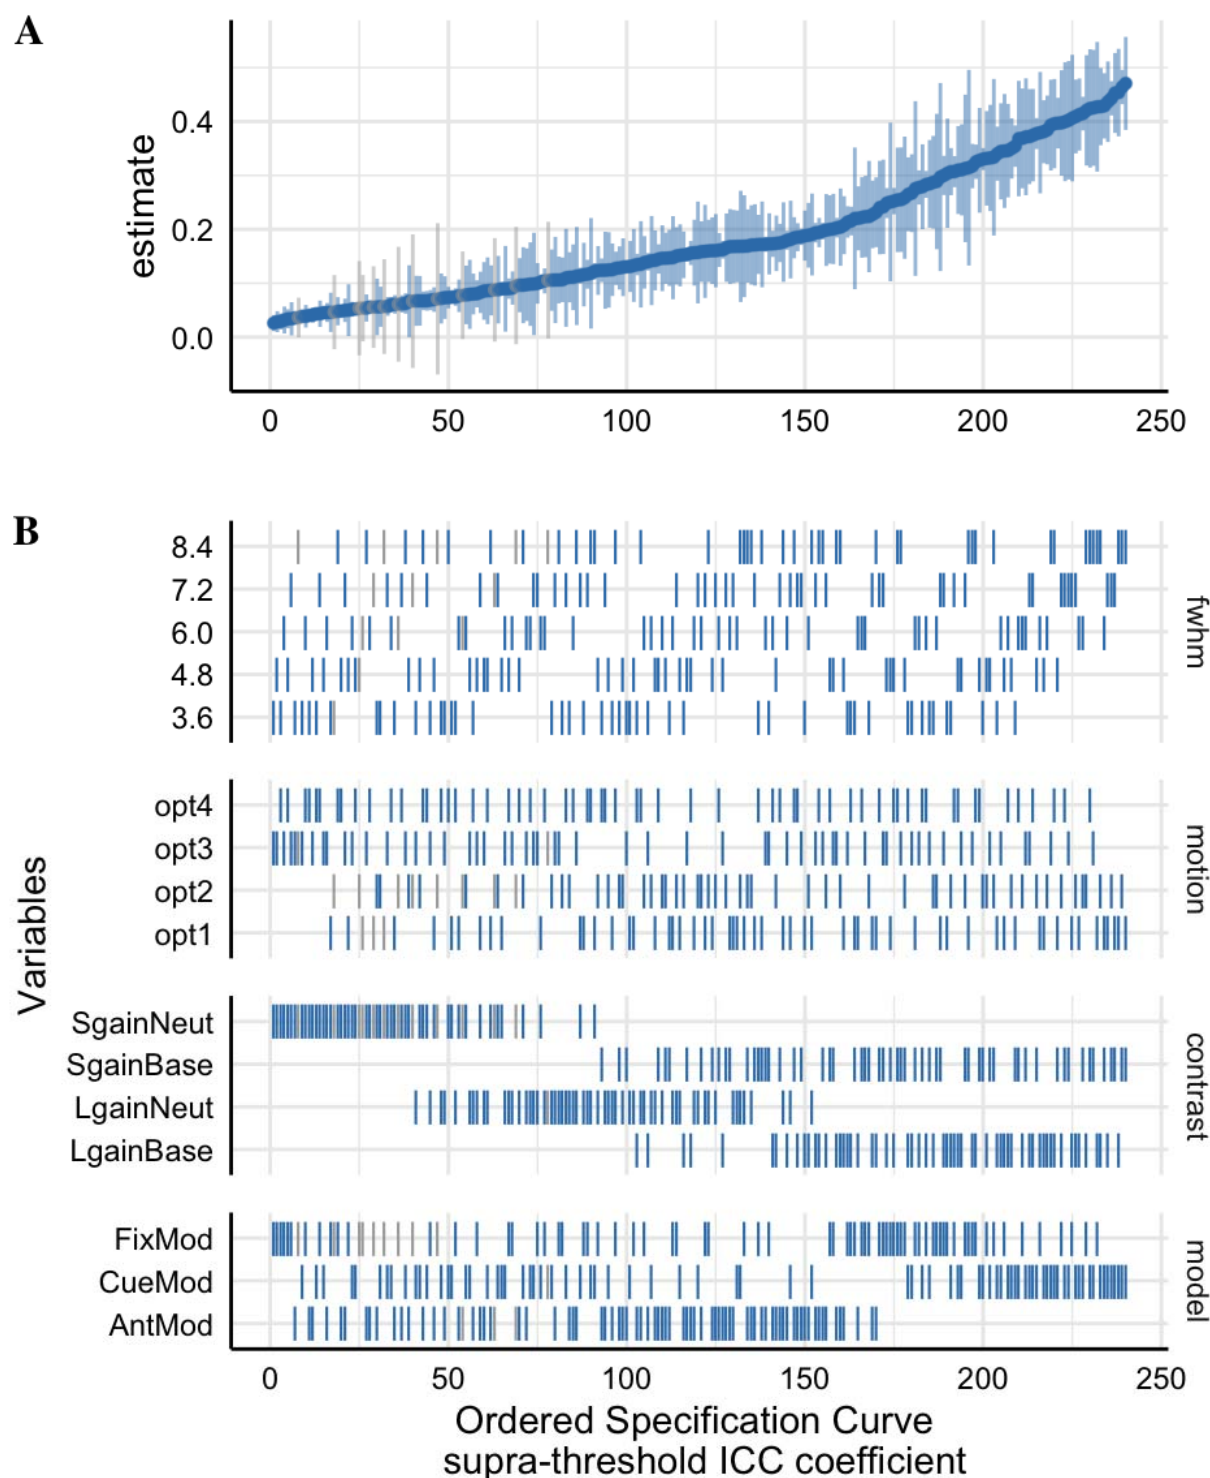 A
estimate
0.4
0.2
0.0
0 50 100 150 200 250
B
Variables
8.4
7.2
6.0
4.8
3.6
fwhm
opt4
opt3
opt2
opt1
motion
SgainNeut
SgainBase
LgainNeut
LgainBase
contrast
FixMod
CueMod
AntMod
model
0 50 100 150 200 250
Ordered Specification Curve
supra-threshold ICC coefficient